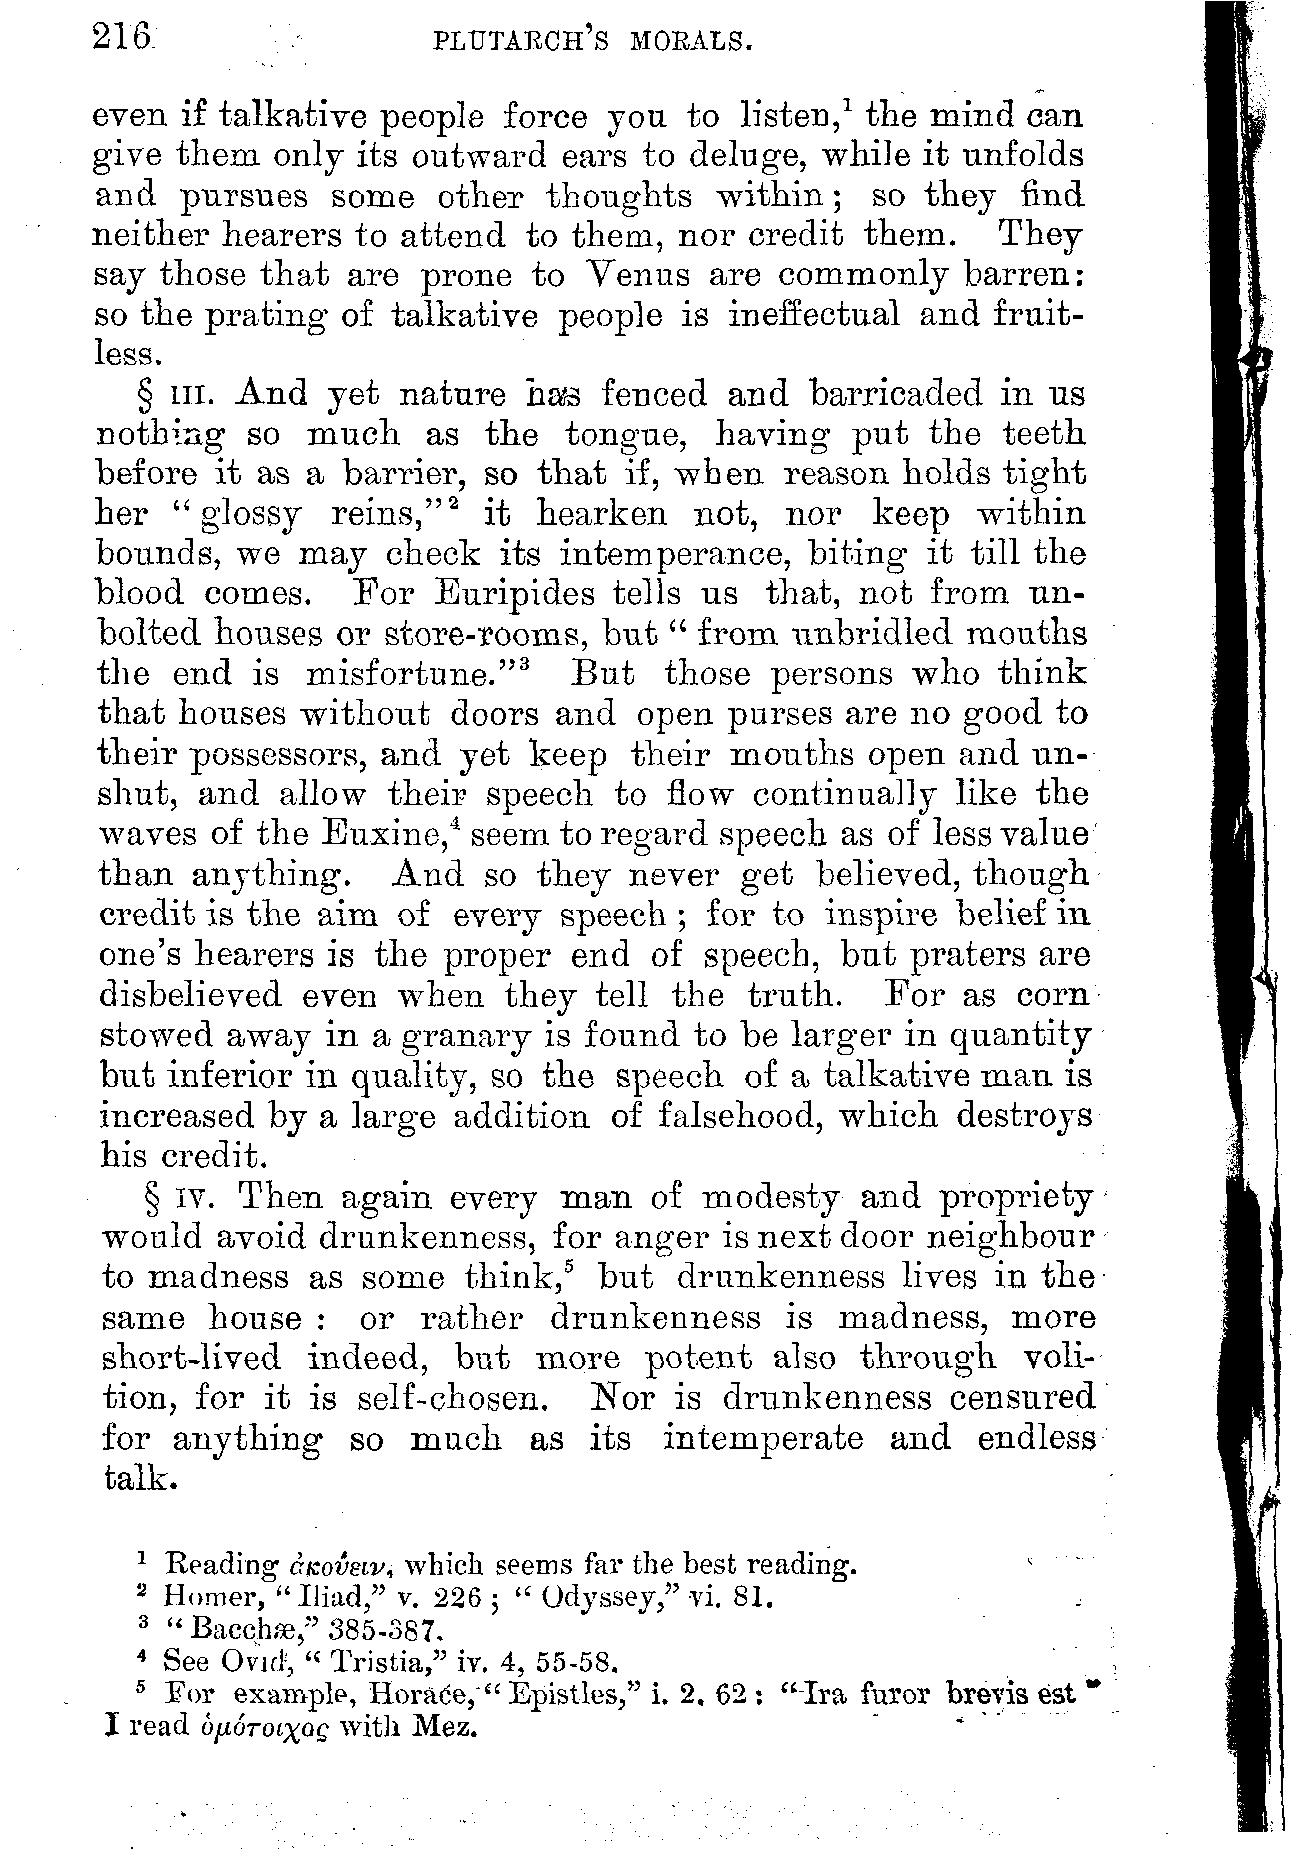 216 PLUTARCH'S MORALS.
even if talkative people force you to listen,¹ the mind can
give them only its outward ears to deluge, while it unfolds
and pursues some other thoughts within; so they find
neither hearers to attend to them, nor credit them. They
say those that are prone to Venus are commonly barren:
so the prating of talkative people is ineffectual and fruit-
less.
§ III. And yet nature has fenced and barricaded in us
nothing so much as the tongue, having put the teeth
before it as a barrier, so that if, when reason holds tight
her “glossy reins,”² it hearken not, nor keep within
bounds, we may check its intemperance, biting it till the
blood comes. For Euripides tells us that, not from un-
bolted houses or store-rooms, but “from unbridled mouths
the end is misfortune.”³ But those persons who think
that houses without doors and open purses are no good to
their possessors, and yet keep their mouths open and un-
shut, and allow their speech to flow continually like the
waves of the Euxine,⁴ seem to regard speech as of less value
than anything. And so they never get believed, though
credit is the aim of every speech; for to inspire belief in
one's hearers is the proper end of speech, but praters are
disbelieved even when they tell the truth. For as corn
stowed away in a granary is found to be larger in quantity
but inferior in quality, so the speech of a talkative man is
increased by a large addition of falsehood, which destroys
his credit.
§ IV. Then again every man of modesty and propriety
would avoid drunkenness, for anger is next door neighbour
to madness as some think,⁵ but drunkenness lives in the
same house: or rather drunkenness is madness, more
short-lived indeed, but more potent also through voli-
tion, for it is self-chosen. Nor is drunkenness censured
for anything so much as its intemperate and endless
talk.
¹ Reading ἀκούειν, which seems far the best reading.
² Homer, “Iliad,” v. 226; “Odyssey,” vi. 81.
³ “Bacchæ,” 385-387.
⁴ See Ovid, “Tristia,” iv. 4, 55-58.
⁵ For example, Horace, “Epistles,” i. 2. 62: “Ira furor brevis est”
I read ὁμότοιχος with Mez.